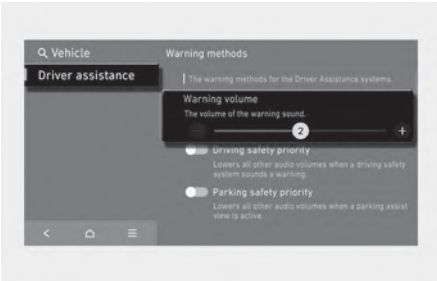 Vehicle
Driver assistance
Warning methods
The warning methods for the Driver Assistance systems.
Warning volume
The volume of the warning sound.
2
Driving safety priority
Lowers all other audio volumes when a driving safety
system sounds a warning.
Parking safety priority
Lowers all other audio volumes when a parking assist
view is active.